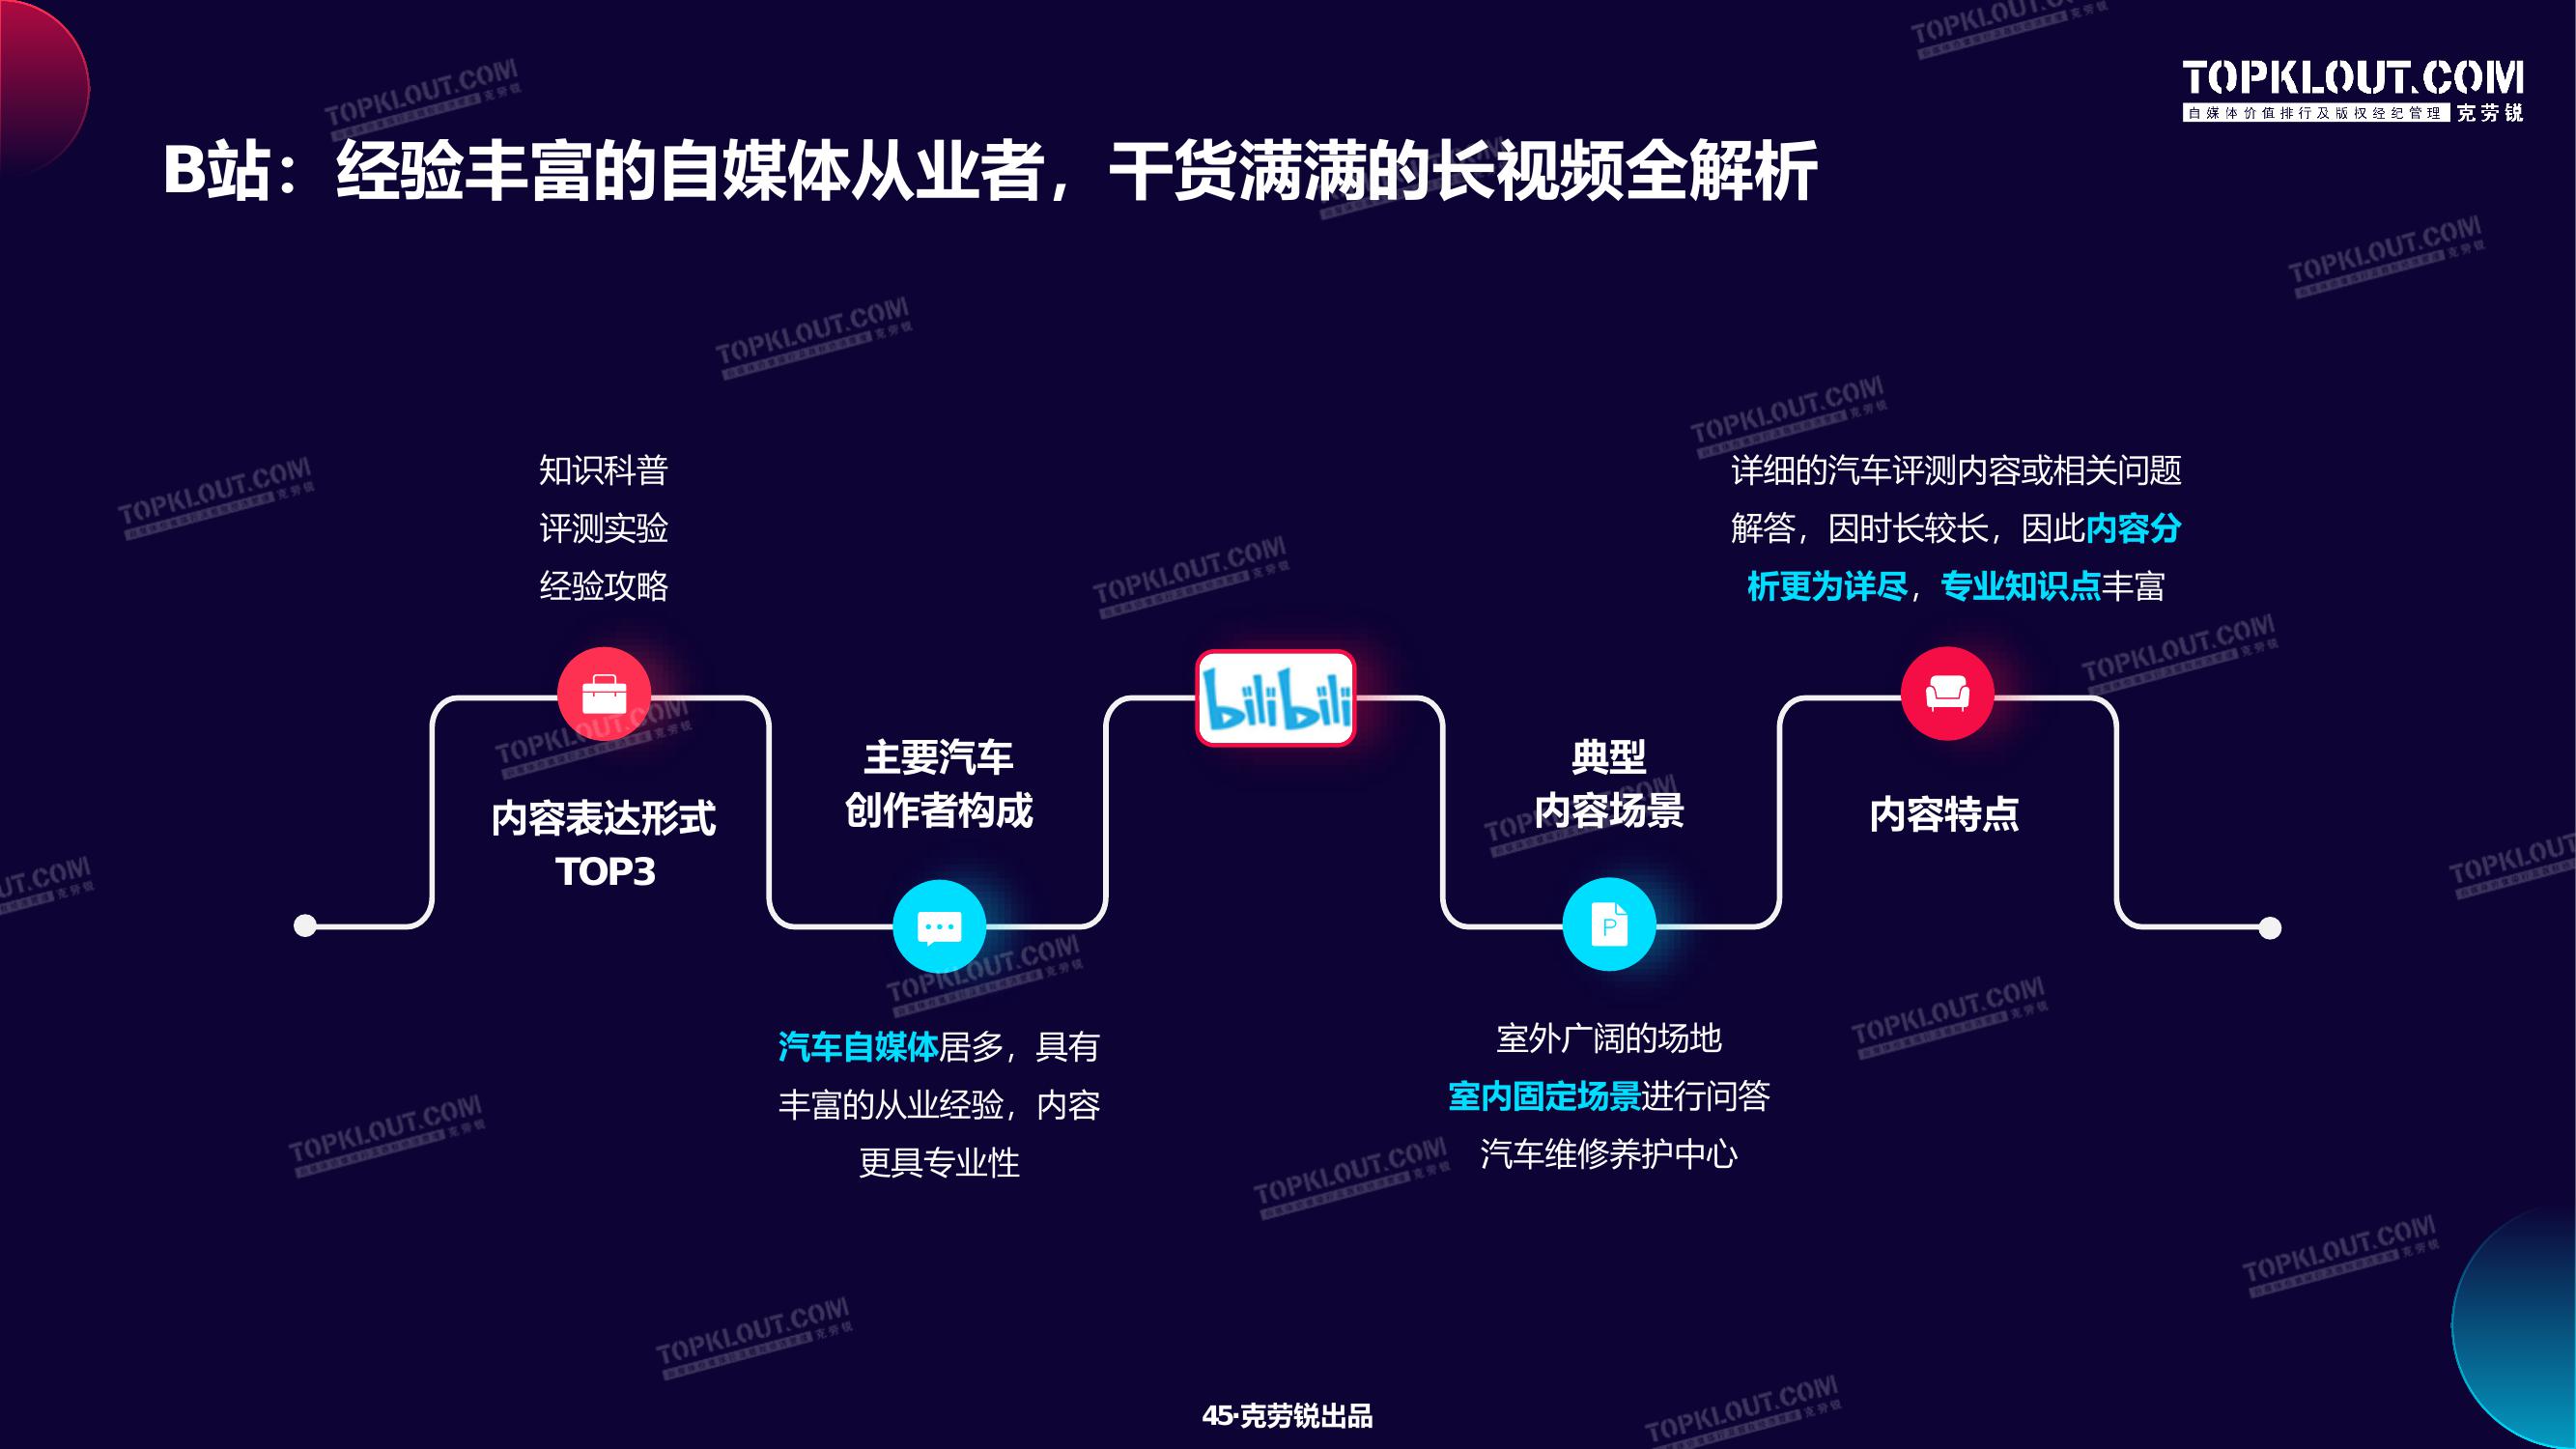 TOPKLOUT.COM
自媒体价值排行及版权经纪管理 克劳锐
B站：经验丰富的自媒体从业者，干货满满的长视频全解析
知识科普
评测实验
经验攻略
内容表达形式
TOP3
主要汽车
创作者构成
汽车自媒体居多，具有
丰富的从业经验，内容
更具专业性
bilibili
典型
内容场景
室外广阔的场地
室内固定场景进行问答
汽车维修养护中心
详细的汽车评测内容或相关问题
解答，因时长较长，因此内容分
析更为详尽，专业知识点丰富
内容特点
45·克劳锐出品